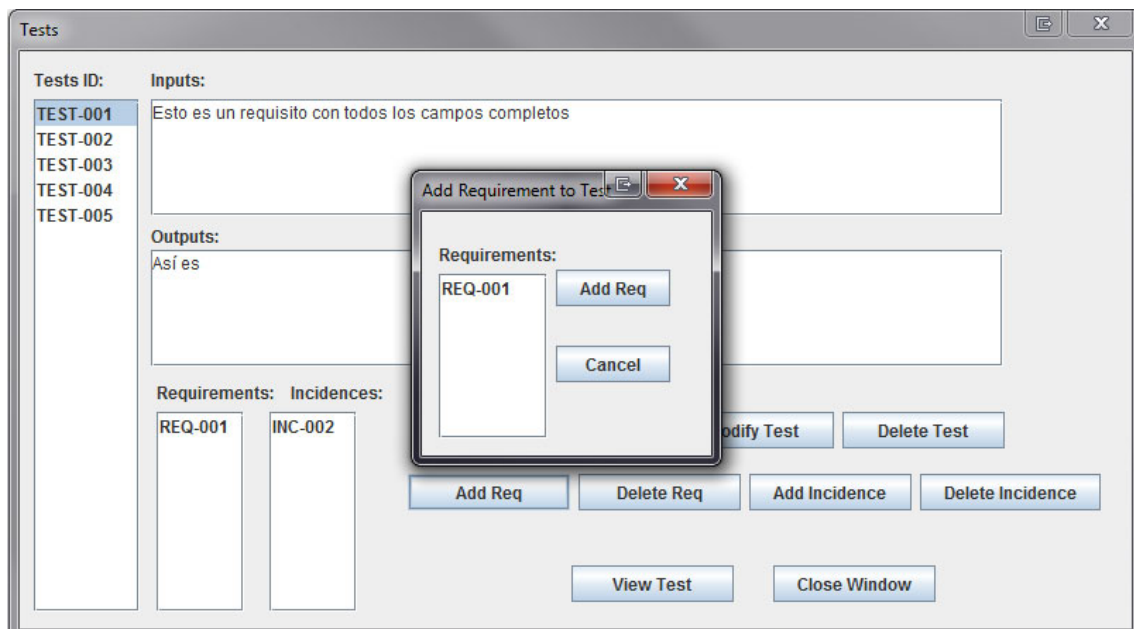 Tests
Tests ID:
TEST-001
TEST-002
TEST-003
TEST-004
TEST-005
Inputs:
Esto es un requisito con todos los campos completos
Outputs:
Así es
Requirements:
REQ-001
Incidences:
INC-002
Add Requirement to Test
Requirements:
REQ-001
Add Req
Cancel
Test
Delete Test
Add Req
Delete Req
Add Incidence
Delete Incidence
View Test
Close Window